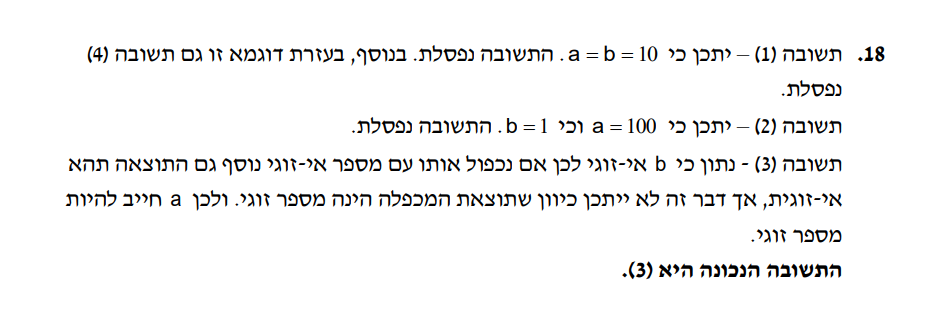 18. תשובה (1) – יתכן כי a = b = 10. התשובה נפסלת. בנוסף, בעזרת דוגמא זו גם תשובה (4)
נפסלת.
תשובה (2) – יתכן כי a = 100 וכי b = 1. התשובה נפסלת.
תשובה (3) - נתון כי b אי-זוגי לכן אם נכפול אותו עם מספר אי-זוגי נוסף גם התוצאה תהא
אי-זוגית, אך דבר זה לא ייתכן כיוון שתוצאת המכפלה הינה מספר זוגי. ולכן a חייב להיות
מספר זוגי.
התשובה הנכונה היא (3).